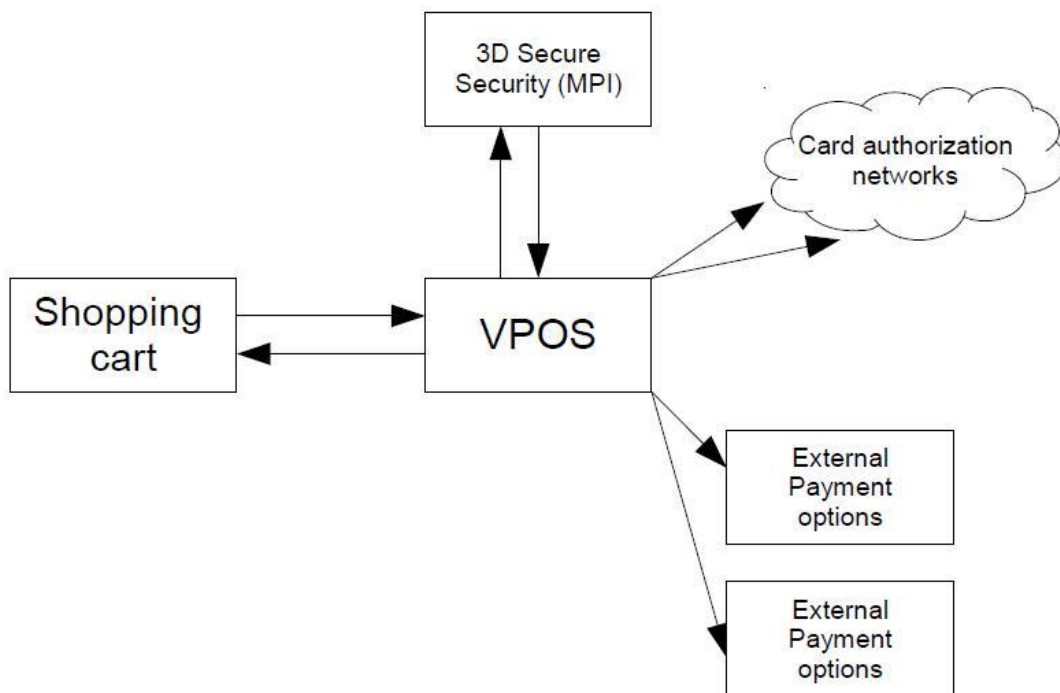 3D Secure
Security (MPI)
Card authorization
networks
Shopping
cart
VPOS
External
Payment
options
External
Payment
options